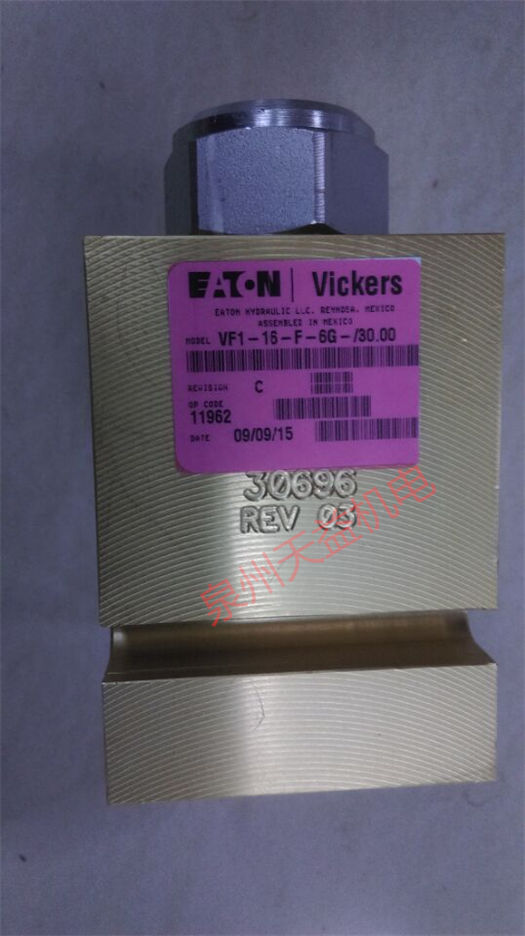 EATON | Vickers
EATON HYDRAULIC LLC. REYNOSA, MEXICO
ASSEMBLED IN MEXICO
MODEL VF1-16-F-6G-/30.00
REVISION C
OP CODE
11962
DATE 09/09/15
30696
REV 03
泉州天益机电